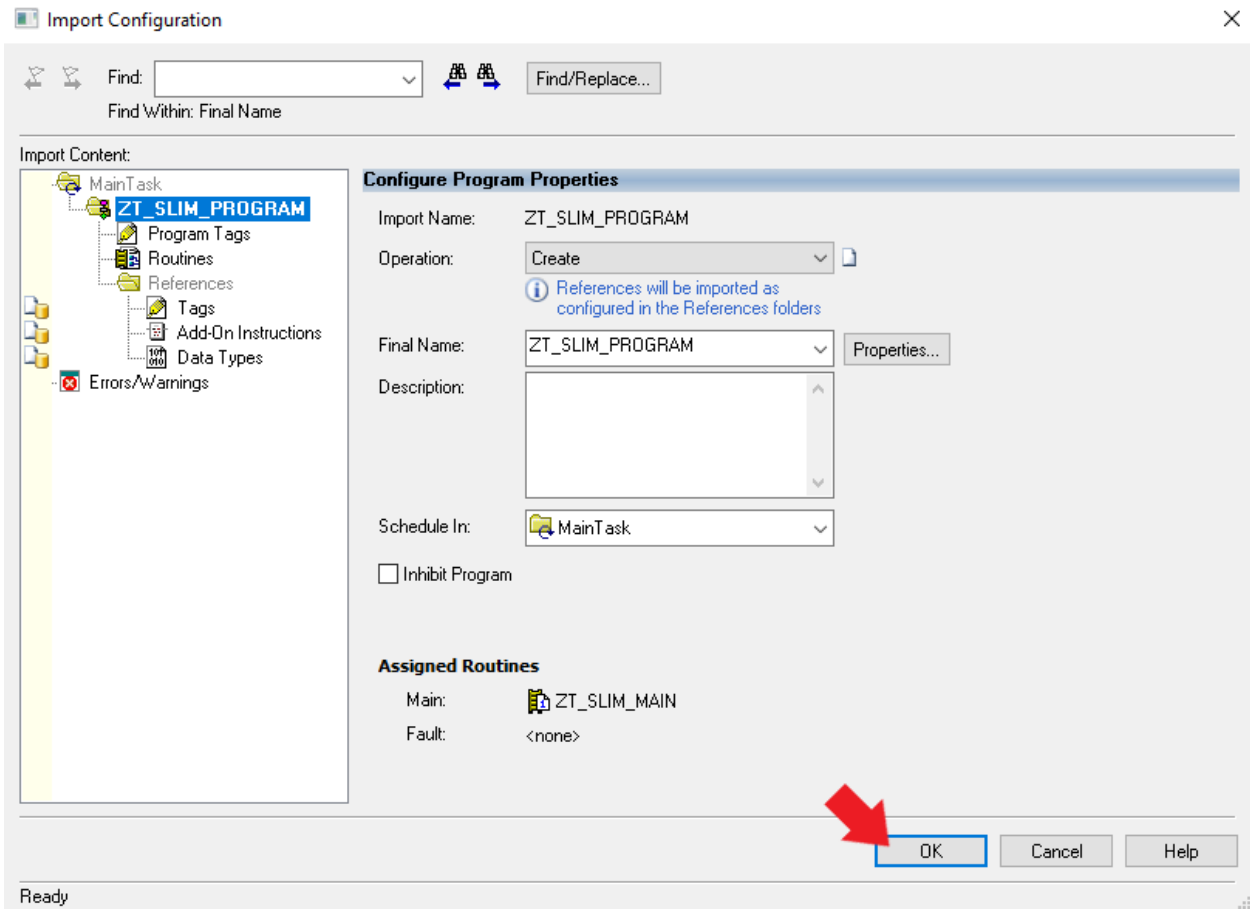 Import Configuration
Find:
Find/Replace...
Find Within: Final Name
Import Content:
MainTask
ZT_SLIM_PROGRAM
Program Tags
Routines
References
Tags
Add-On Instructions
Data Types
Errors/Warnings
Configure Program Properties
Import Name: ZT_SLIM_PROGRAM
Operation: Create
References will be imported as
configured in the References folders
Final Name: ZT_SLIM_PROGRAM Properties...
Description:
Schedule In: MainTask
Inhibit Program
Assigned Routines
Main: ZT_SLIM_MAIN
Fault: <none>
OK Cancel Help
Ready